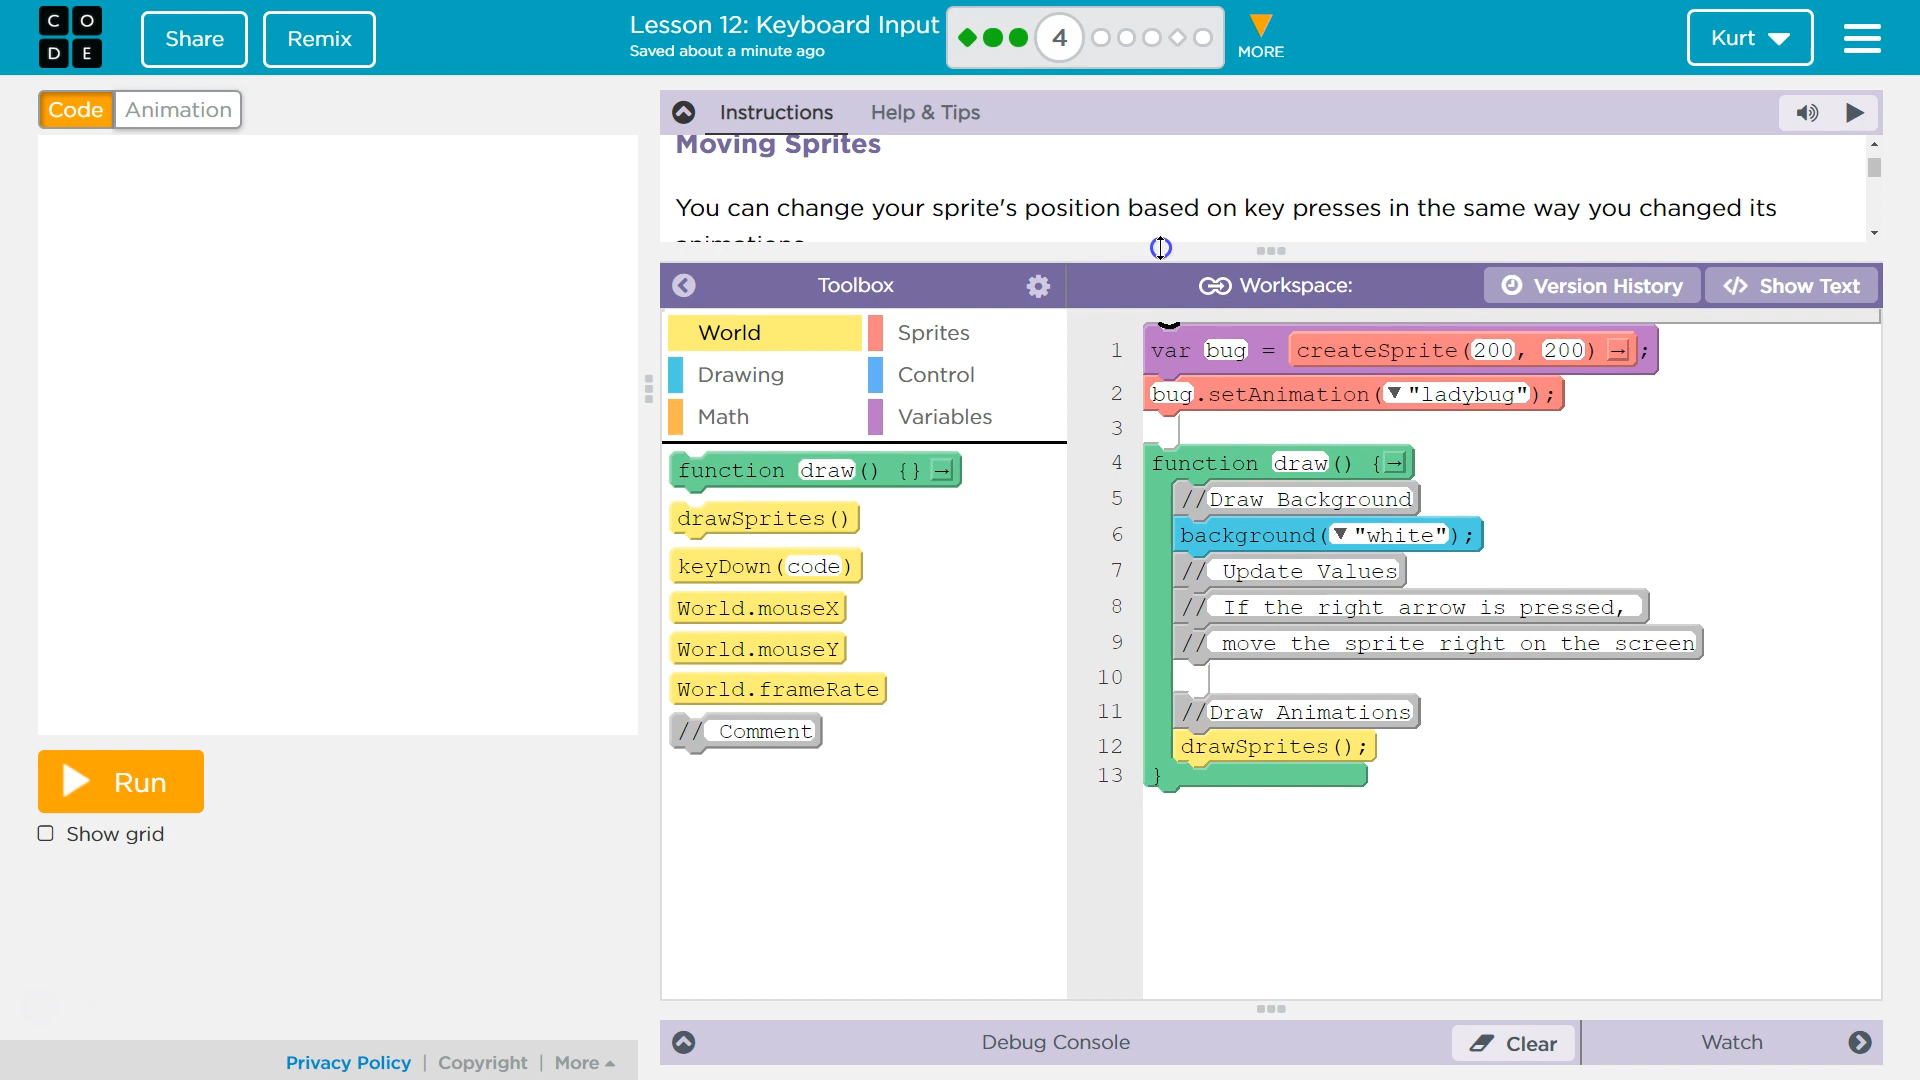 C O
D E
Share
Remix
Lesson 12: Keyboard Input
Saved about a minute ago
4
MORE
Kurt
Code
Animation
Instructions
Help & Tips
Moving Sprites
You can change your sprite's position based on key presses in the same way you changed its
animations.
Toolbox
Workspace:
Version History
</> Show Text
World
Sprites
Drawing
Control
Math
Variables
function draw() {} →
drawSprites()
keyDown(code)
World.mouseX
World.mouseY
World.frameRate
// Comment
1 var bug = createSprite(200, 200) → ;
2 bug.setAnimation(▼ "ladybug");
3
4 function draw() { →
5 //Draw Background
6 background(▼ "white");
7 // Update Values
8 // If the right arrow is pressed,
9 // move the sprite right on the screen
10
11 //Draw Animations
12 drawSprites();
13 }
Run
Show grid
Privacy Policy | Copyright | More
Debug Console
Clear
Watch